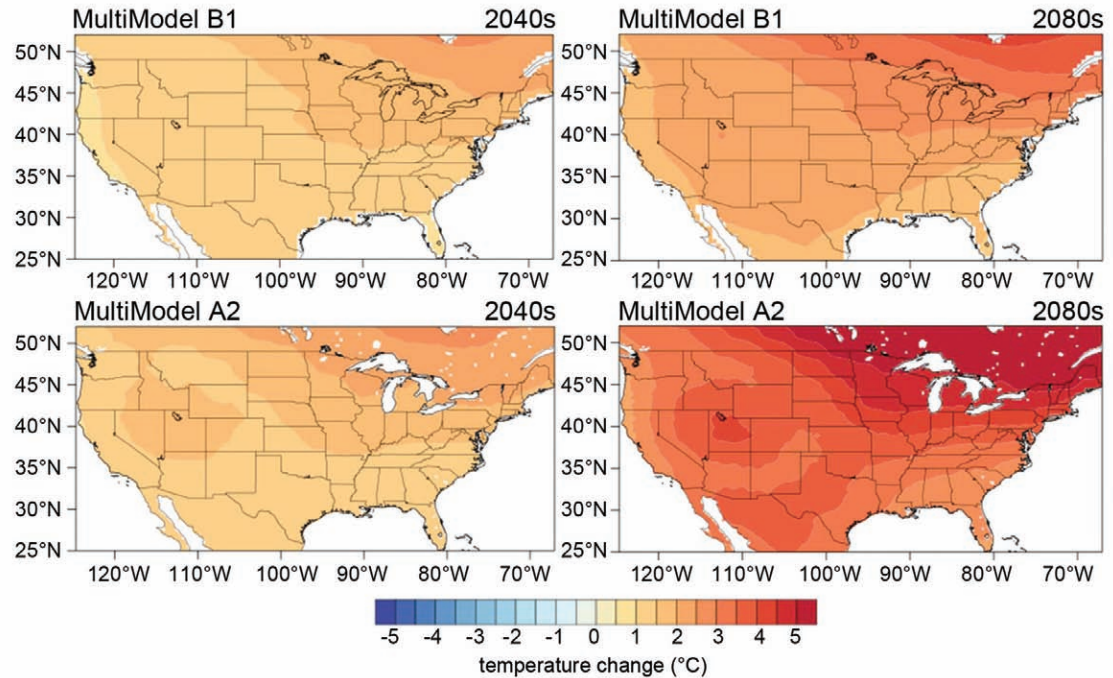 MultiModel B1 2040s
50°N
45°N
40°N
35°N
30°N
25°N
120°W 110°W 100°W 90°W 80°W 70°W
MultiModel B1 2080s
50°N
45°N
40°N
35°N
30°N
25°N
120°W 110°W 100°W 90°W 80°W 70°W
MultiModel A2 2040s
50°N
45°N
40°N
35°N
30°N
25°N
120°W 110°W 100°W 90°W 80°W 70°W
MultiModel A2 2080s
50°N
45°N
40°N
35°N
30°N
25°N
120°W 110°W 100°W 90°W 80°W 70°W
-5 -4 -3 -2 -1 0 1 2 3 4 5
temperature change (°C)